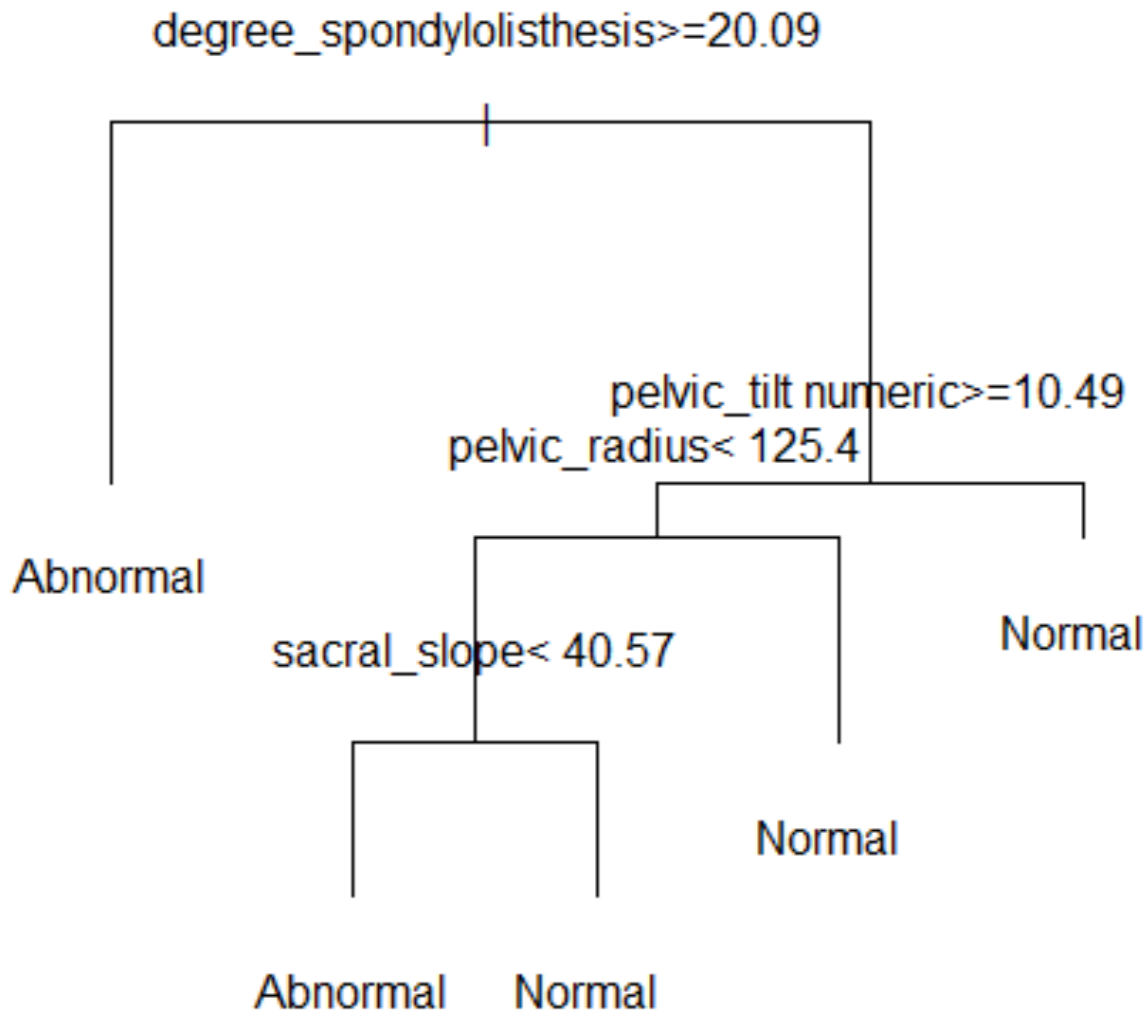 degree_spondylolisthesis>=20.09
pelvic_tilt numeric>=10.49
pelvic_radius< 125.4
Abnormal
Normal
sacral_slope< 40.57
Normal
Abnormal
Normal